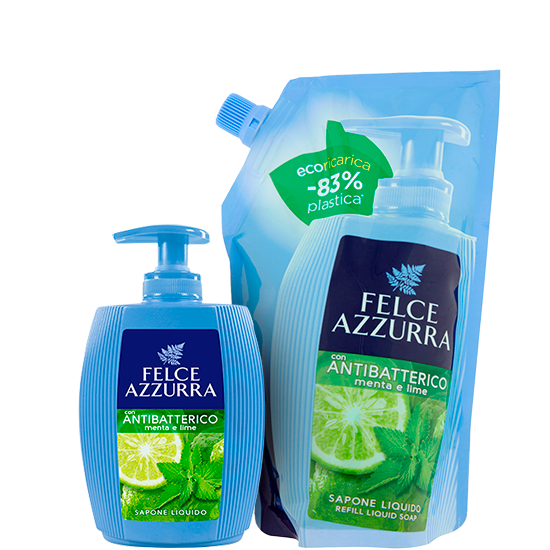 ecoricarica
-83%
plastica*
FELCE
AZZURRA
con
ANTIBATTERICO
menta e lime
SAPONE LIQUIDO
REFILL LIQUID SOAP
FELCE
AZZURRA
con
ANTIBATTERICO
menta e lime
SAPONE LIQUIDO